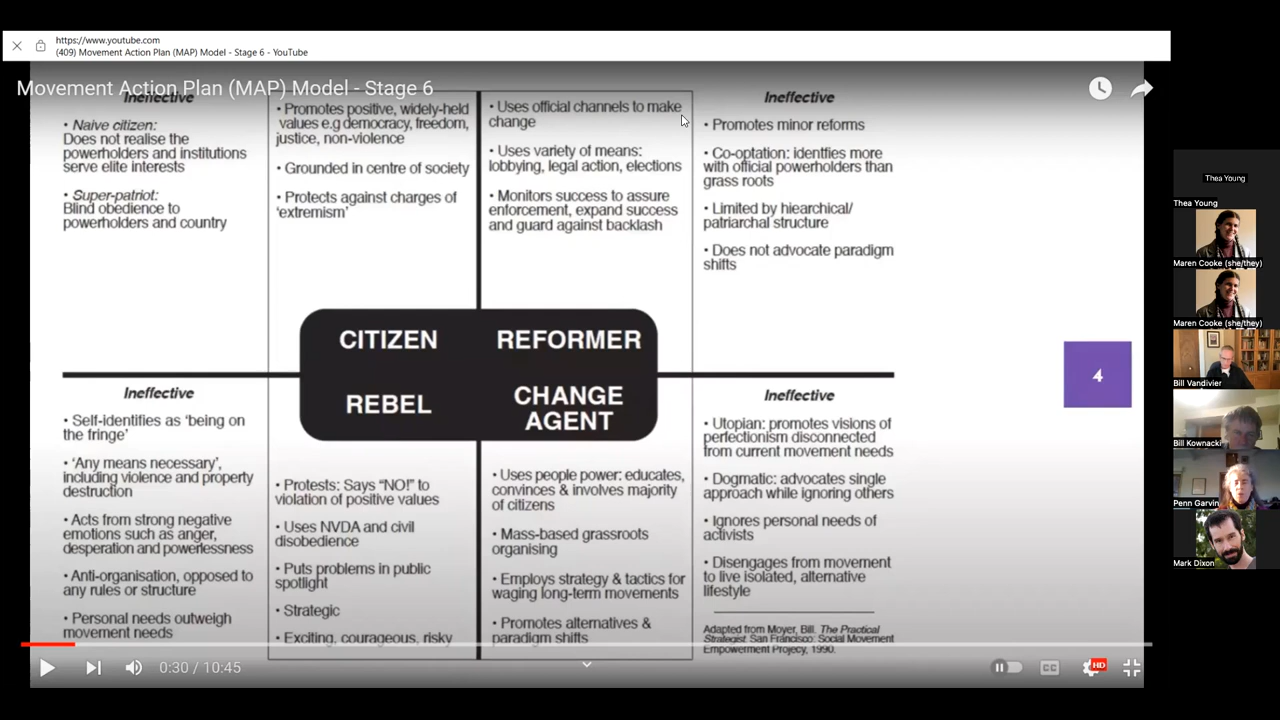 https://www.youtube.com
(409) Movement Action Plan (MAP) Model - Stage 6 - YouTube
Movement Action Plan (MAP) Model - Stage 6
Ineffective
• Naive citizen:
Does not realise the
powerholders and institutions
serve elite interests
• Super-patriot:
Blind obedience to
powerholders and country
• Promotes positive, widely-held
values e.g democracy, freedom,
justice, non-violence
• Grounded in centre of society
• Protects against charges of
'extremism'
• Uses official channels to make
change
• Uses variety of means:
lobbying, legal action, elections
• Monitors success to assure
enforcement, expand success
and guard against backlash
Ineffective
• Promotes minor reforms
• Co-optation: identfies more
with official powerholders than
grass roots
• Limited by hiearchical/
patriarchal structure
• Does not advocate paradigm
shifts
CITIZEN
REFORMER
REBEL
CHANGE
AGENT
Ineffective
• Self-identifies as 'being on
the fringe'
• 'Any means necessary',
including violence and property
destruction
• Acts from strong negative
emotions such as anger,
desperation and powerlessness
• Anti-organisation, opposed to
any rules or structure
• Personal needs outweigh
movement needs
• Protests: Says "NO!" to
violation of positive values
• Uses NVDA and civil
disobedience
• Puts problems in public
spotlight
• Strategic
• Exciting, courageous, risky
• Uses people power: educates,
convinces & involves majority
of citizens
• Mass-based grassroots
organising
• Employs strategy & tactics for
waging long-term movements
• Promotes alternatives &
paradigm shifts
Ineffective
• Utopian: promotes visions of
perfectionism disconnected
from current movement needs
• Dogmatic: advocates single
approach while ignoring others
• Ignores personal needs of
activists
• Disengages from movement
to live isolated, alternative
lifestyle
Adapted from Moyer, Bill. The Practical
Strategist. San Francisco: Social Movement
Empowerment Projecy, 1990.
4
0:30 / 10:45
CC
HD
Thea Young
Thea Young
Maren Cooke (she/they)
Maren Cooke (she/they)
Bill Vandivier
Bill Kownacki
Penn Garvin
Mark Dixon